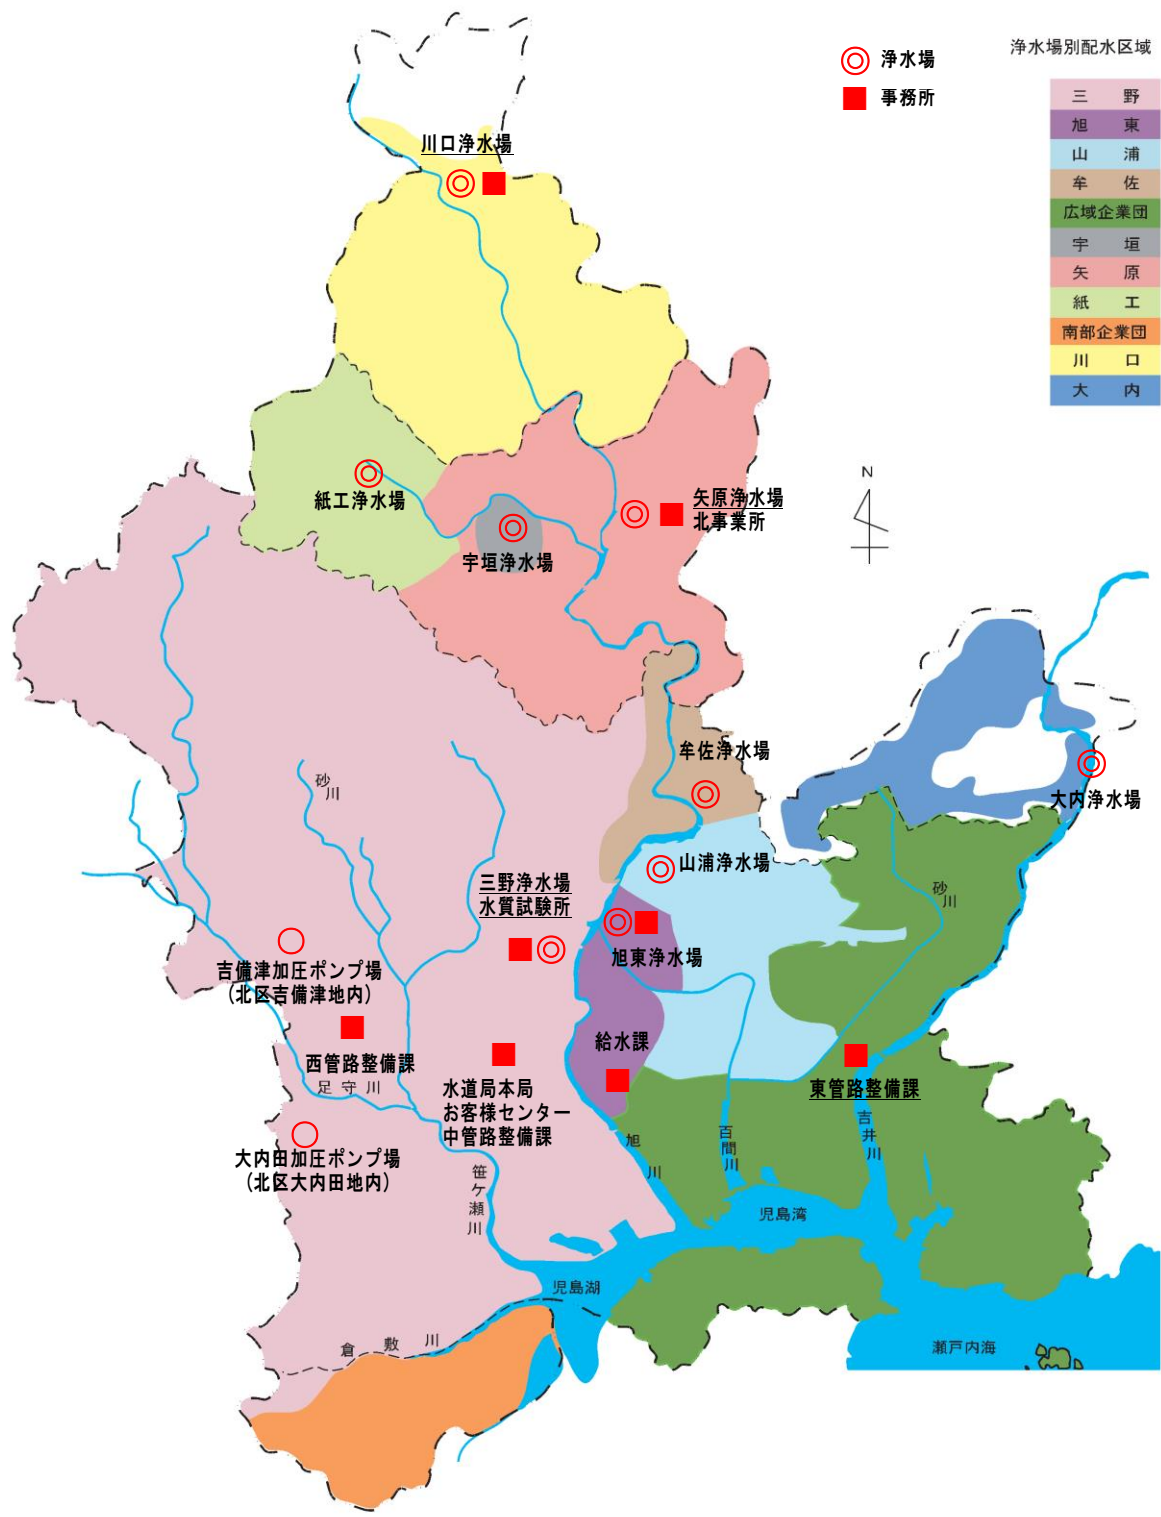 浄水場別配水区域
浄水場
事務所
三野
旭東
山浦
牟佐
広域企業団
宇垣
矢原
紙工
南部企業団
川口
大内
川口浄水場
N
紙工浄水場
矢原浄水場
北事業所
宇垣浄水場
牟佐浄水場
大内浄水場
砂川
山浦浄水場
三野浄水場
水質試験所
砂川
旭東浄水場
吉備津加圧ポンプ場
（北区吉備津地内）
西管路整備課
足守川
給水課
水道局本局
お客様センター
中管路整備課
東管路整備課
大内田加圧ポンプ場
（北区大内田地内）
笹ケ瀬川
旭川
百間川
吉井川
児島湾
児島湖
倉敷川
瀬戸内海